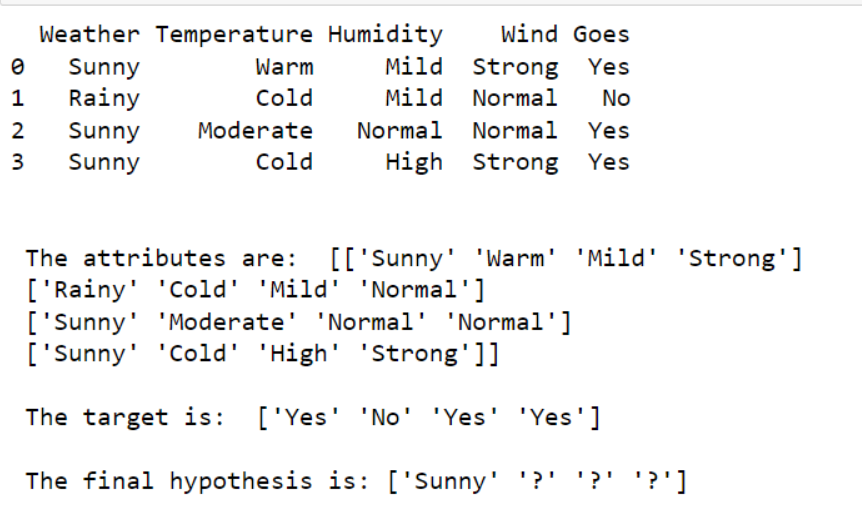 Weather Temperature Humidity Wind Goes
0 Sunny Warm Mild Strong Yes
1 Rainy Cold Mild Normal No
2 Sunny Moderate Normal Normal Yes
3 Sunny Cold High Strong Yes
The attributes are: [['Sunny' 'Warm' 'Mild' 'Strong']
['Rainy' 'Cold' 'Mild' 'Normal']
['Sunny' 'Moderate' 'Normal' 'Normal']
['Sunny' 'Cold' 'High' 'Strong']]
The target is: ['Yes' 'No' 'Yes' 'Yes']
The final hypothesis is: ['Sunny' '?' '?' '?']